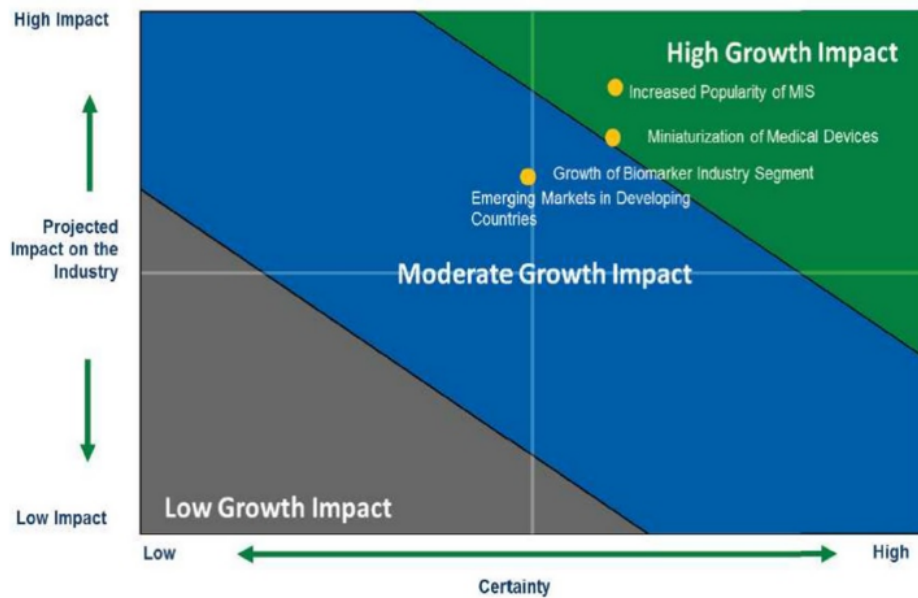 High Impact
High Growth Impact
Increased Popularity of MIS
Miniaturization of Medical Devices
Growth of Biomarker Industry Segment
Emerging Markets in Developing
Countries
Projected
Impact on the
Industry
Moderate Growth Impact
Low Growth Impact
Low Impact
Low
High
Certainty